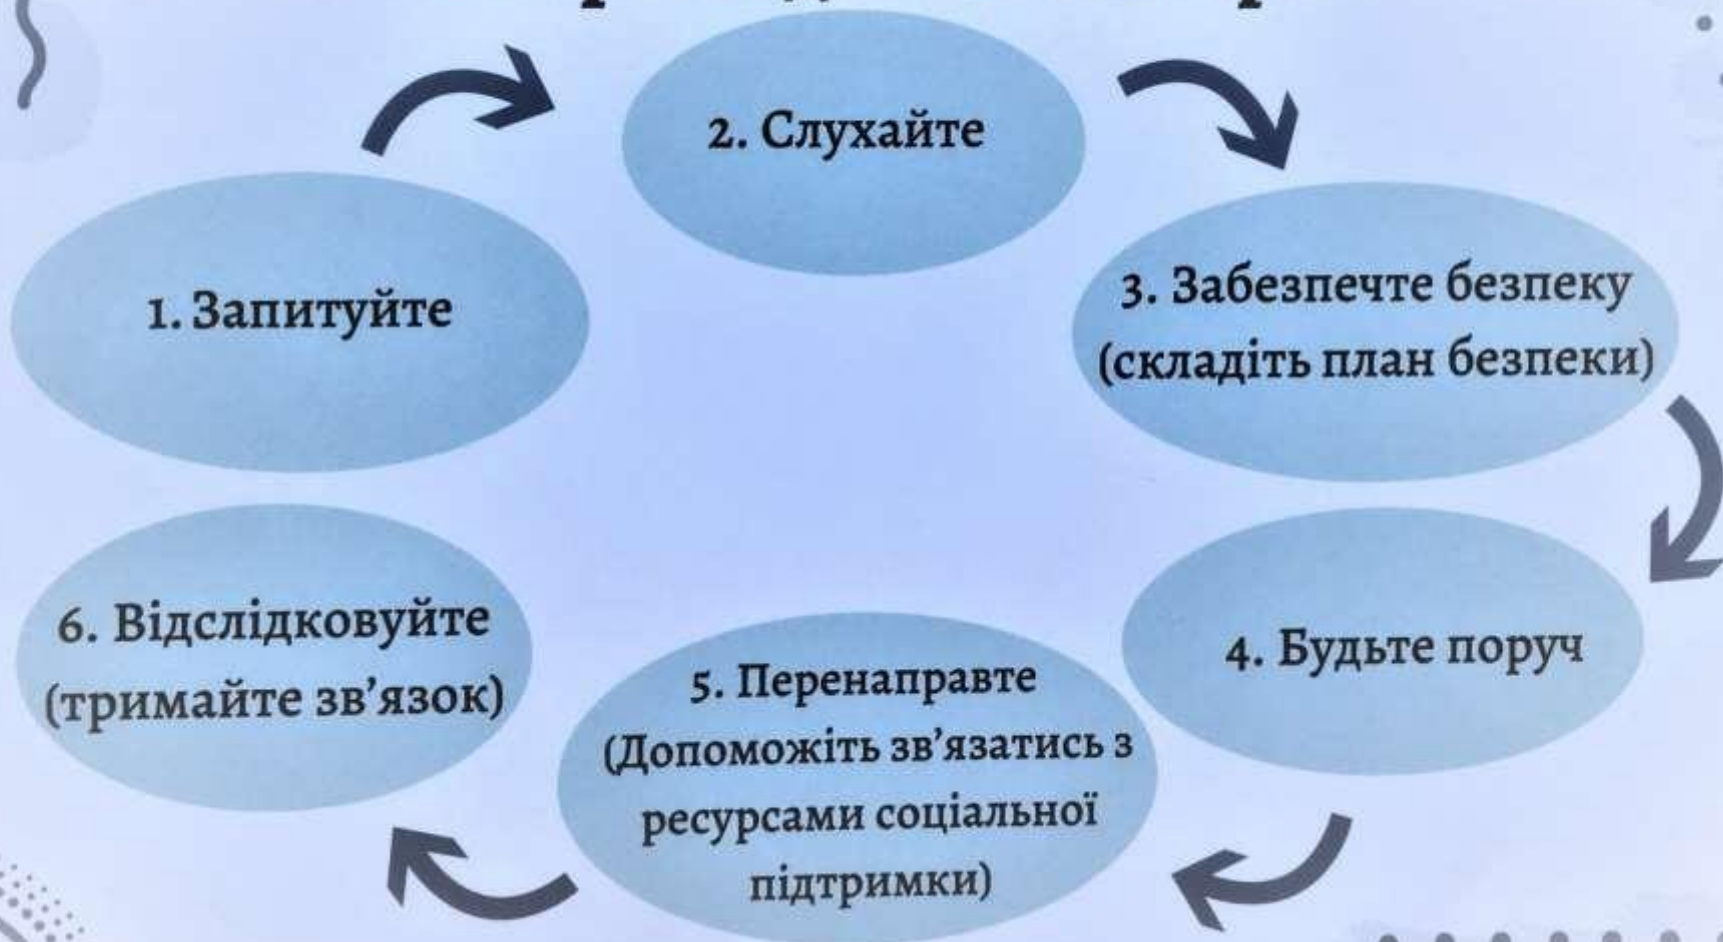 1. Запитуйте
2. Слухайте
3. Забезпечте безпеку
(складіть план безпеки)
4. Будьте поруч
5. Перенаправте
(Допоможіть зв’язатись з
ресурсами соціальної
підтримки)
6. Відслідковуйте
(тримайте зв’язок)